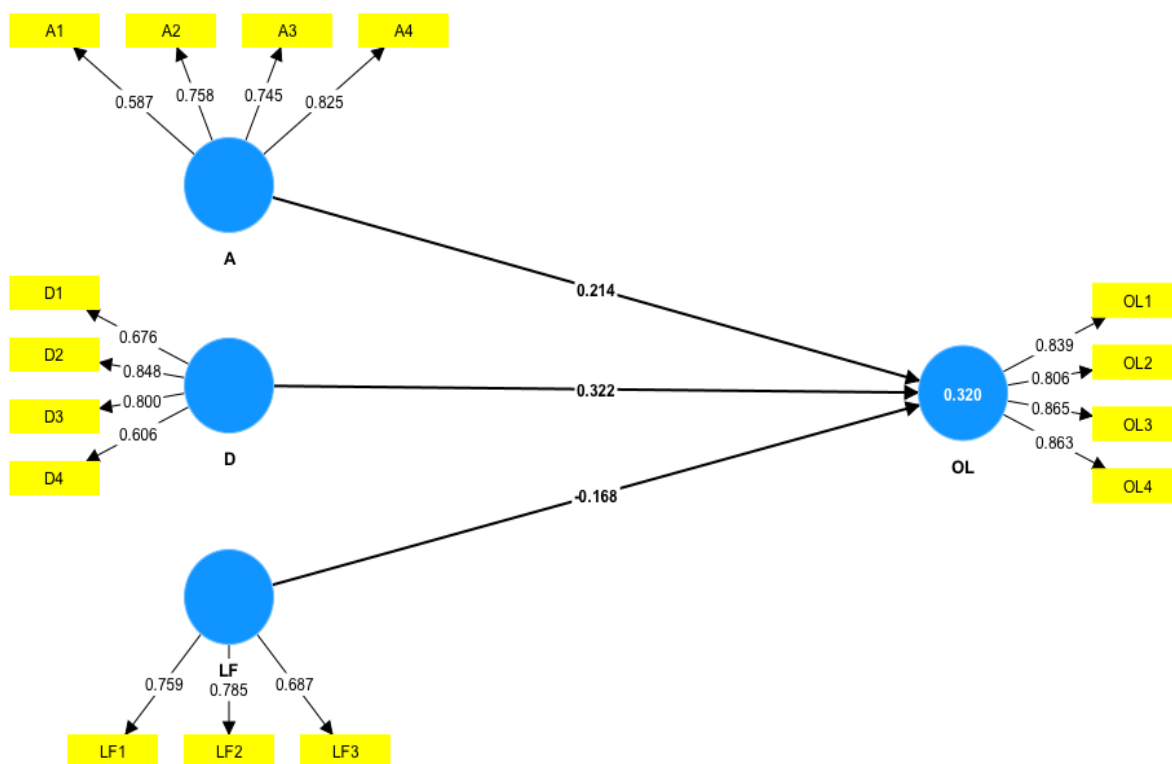 A1 A2 A3 A4
0.587 0.758 0.745 0.825
A
0.214
D1
0.676
D2
0.848
D3
0.800
D4
0.606
D
0.322
-0.168
LF
0.759 0.785 0.687
LF1 LF2 LF3
0.320
OL
OL1
0.839
OL2
0.806
OL3
0.865
OL4
0.863